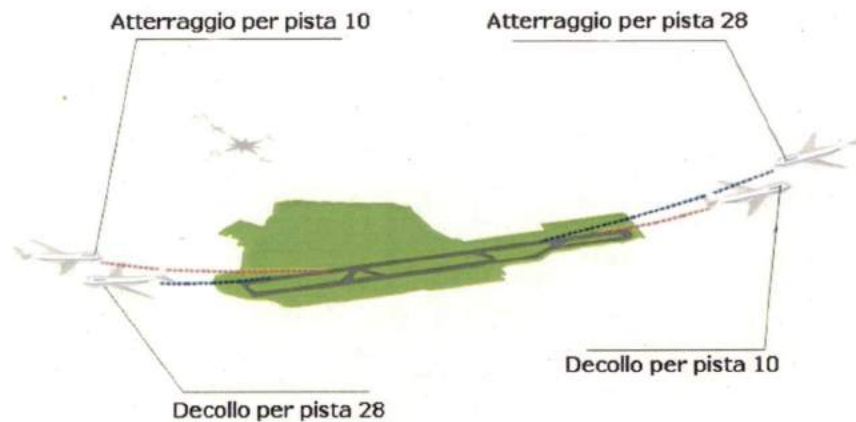 Atterraggio per pista 10
Atterraggio per pista 28
Decollo per pista 10
Decollo per pista 28